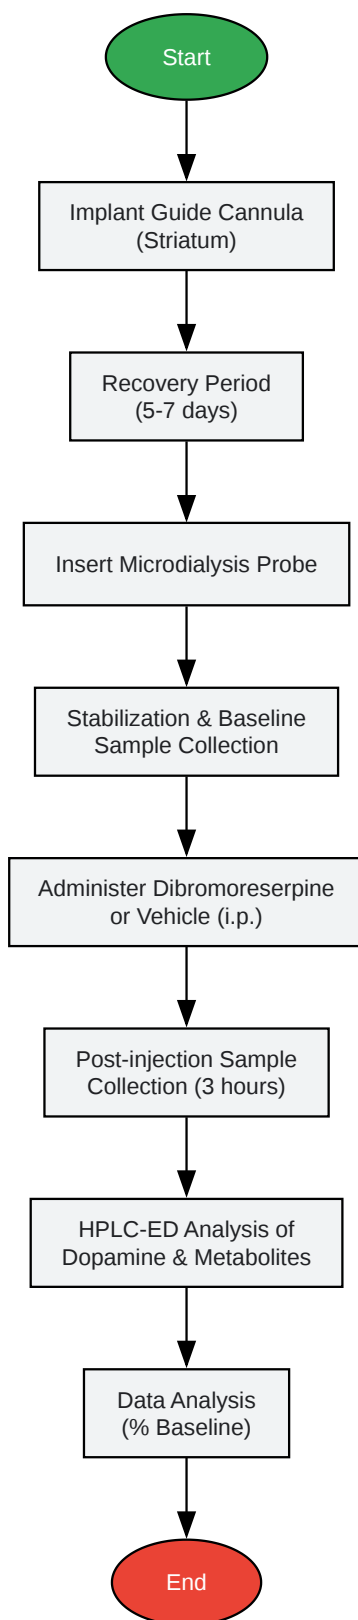 Start
Implant Guide Cannula
(Striatum)
Recovery Period
(5-7 days)
Insert Microdialysis Probe
Stabilization & Baseline
Sample Collection
Administer Dibromoreserpine
or Vehicle (i.p.)
Post-injection Sample
Collection (3 hours)
HPLC-ED Analysis of
Dopamine & Metabolites
Data Analysis
(% Baseline)
End